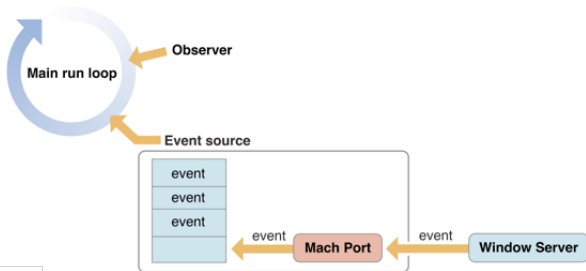 Observer
Main run loop
Event source
event
event
event
event
Mach Port
event
Window Server